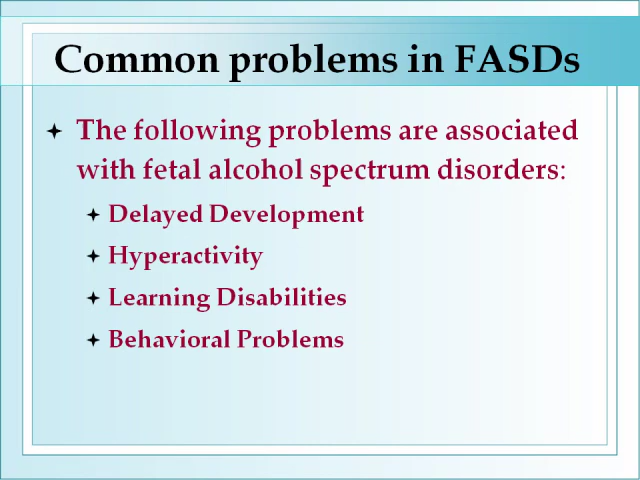 Common problems in FASDs
The following problems are associated
with fetal alcohol spectrum disorders:
Delayed Development
Hyperactivity
Learning Disabilities
Behavioral Problems